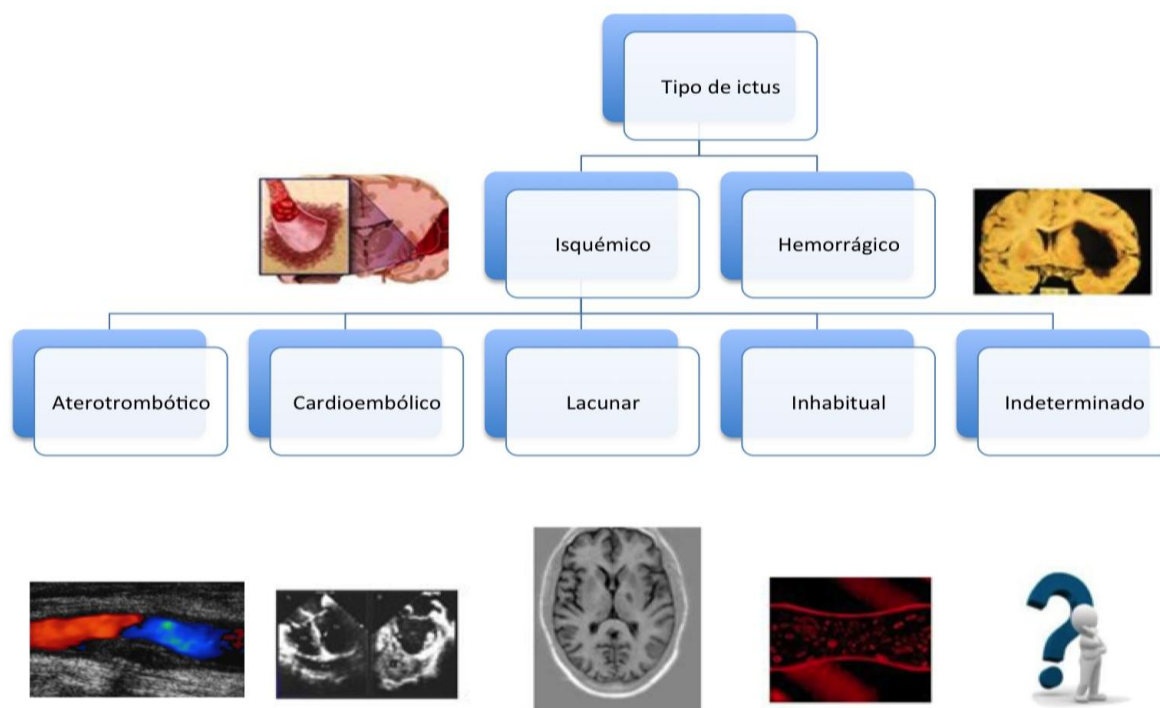 Tipo de ictus
Isquémico
Hemorrágico
Aterotrombótico
Cardioembólico
Lacunar
Inhabitual
Indeterminado